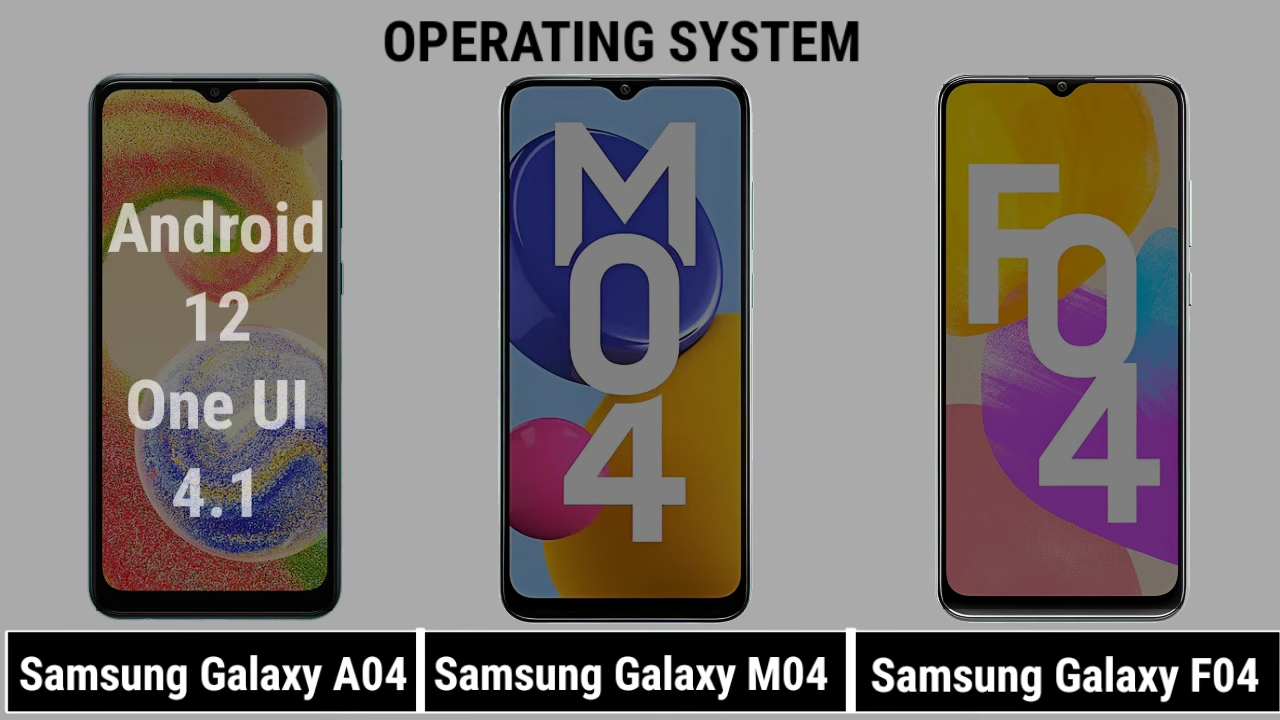 OPERATING SYSTEM
Android
12
One UI
4.1
M
0
4
F
0
4
Samsung Galaxy A04
Samsung Galaxy M04
Samsung Galaxy F04